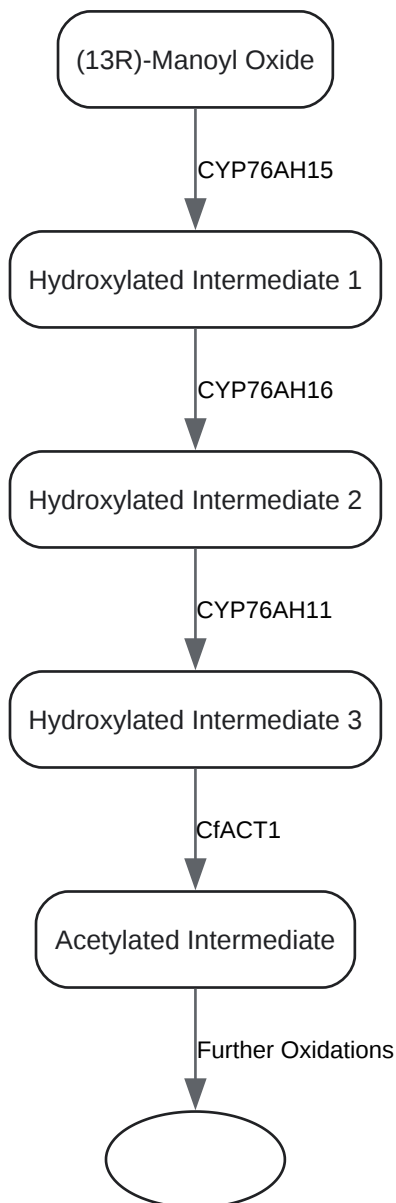 (13R)-Manoyl Oxide
CYP76AH15
Hydroxylated Intermediate 1
CYP76AH16
Hydroxylated Intermediate 2
CYP76AH11
Hydroxylated Intermediate 3
CfACT1
Acetylated Intermediate
Further Oxidations